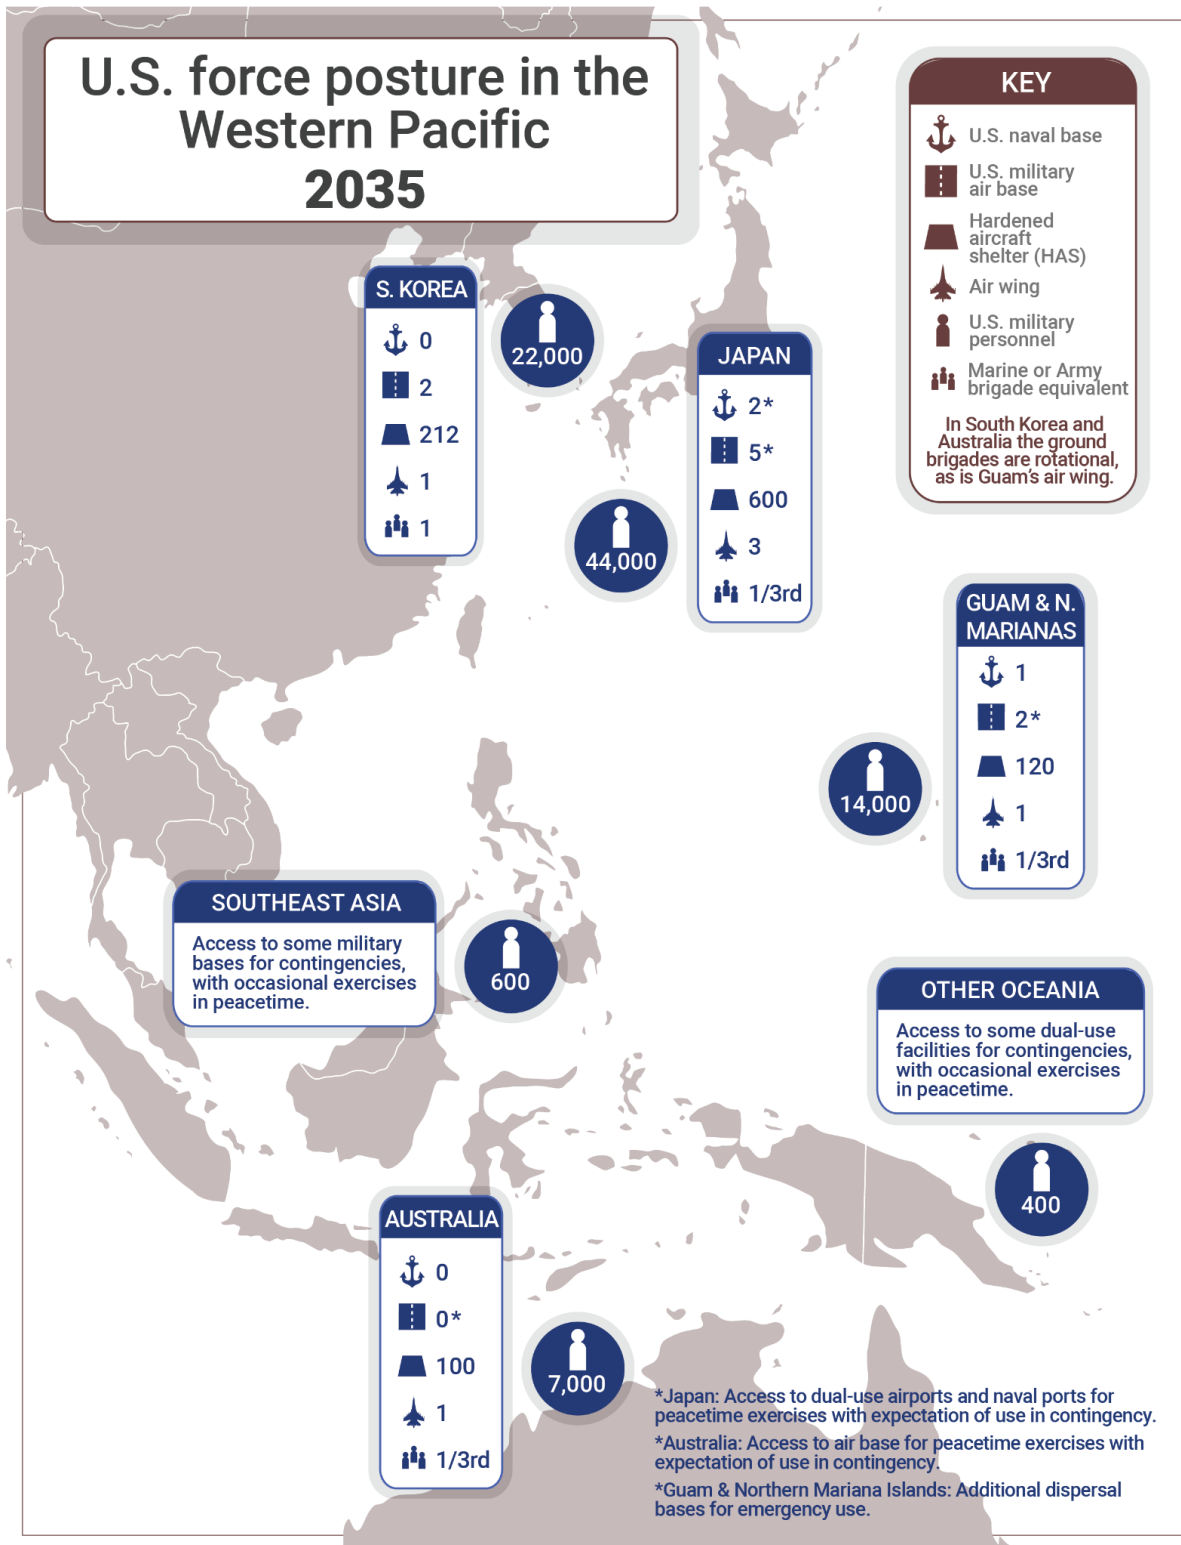 U.S. force posture in the
Western Pacific
2035
KEY
U.S. naval base
U.S. military
air base
Hardened
aircraft
shelter (HAS)
Air wing
U.S. military
personnel
Marine or Army
brigade equivalent
In South Korea and
Australia the ground
brigades are rotational,
as is Guam's air wing.
S. KOREA
0
2
212
1
1
22,000
JAPAN
2*
5*
600
3
1/3rd
44,000
GUAM & N.
MARIANAS
1
2*
120
1
1/3rd
14,000
SOUTHEAST ASIA
Access to some military
bases for contingencies,
with occasional exercises
in peacetime.
600
OTHER OCEANIA
Access to some dual-use
facilities for contingencies,
with occasional exercises
in peacetime.
400
AUSTRALIA
0
0*
100
1
1/3rd
7,000
*Japan: Access to dual-use airports and naval ports for
peacetime exercises with expectation of use in contingency.
*Australia: Access to air base for peacetime exercises with
expectation of use in contingency.
*Guam & Northern Mariana Islands: Additional dispersal
bases for emergency use.